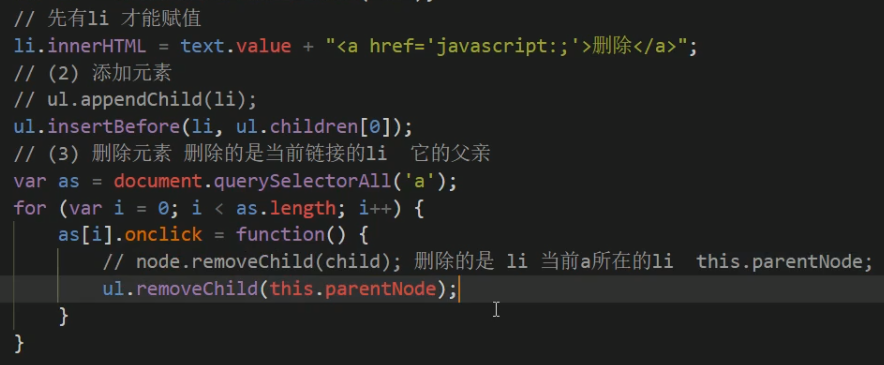 // 先有li 才能赋值
li.innerHTML = text.value + "<a href='javascript:;'>删除</a>";
// (2) 添加元素
// ul.appendChild(li);
ul.insertBefore(li, ul.children[0]);
// (3) 删除元素 删除的是当前链接的li  它的父亲
var as = document.querySelectorAll('a');
for (var i = 0; i < as.length; i++) {
    as[i].onclick = function() {
        // node.removeChild(child); 删除的是 li 当前a所在的li  this.parentNode;
        ul.removeChild(this.parentNode);
    }
}